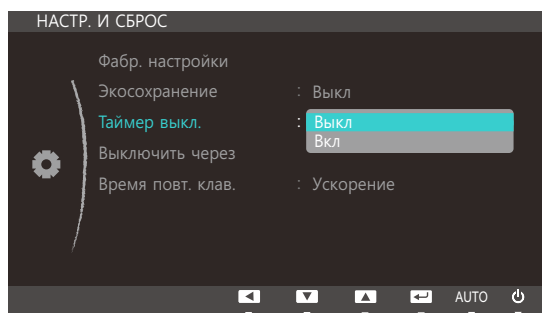 НАСТР. И СБРОС
Фабр. настройки
Экосохранение : Выкл
Таймер выкл. : Выкл
Вкл
Выключить через
Время повт. клав. : Ускорение
AUTO